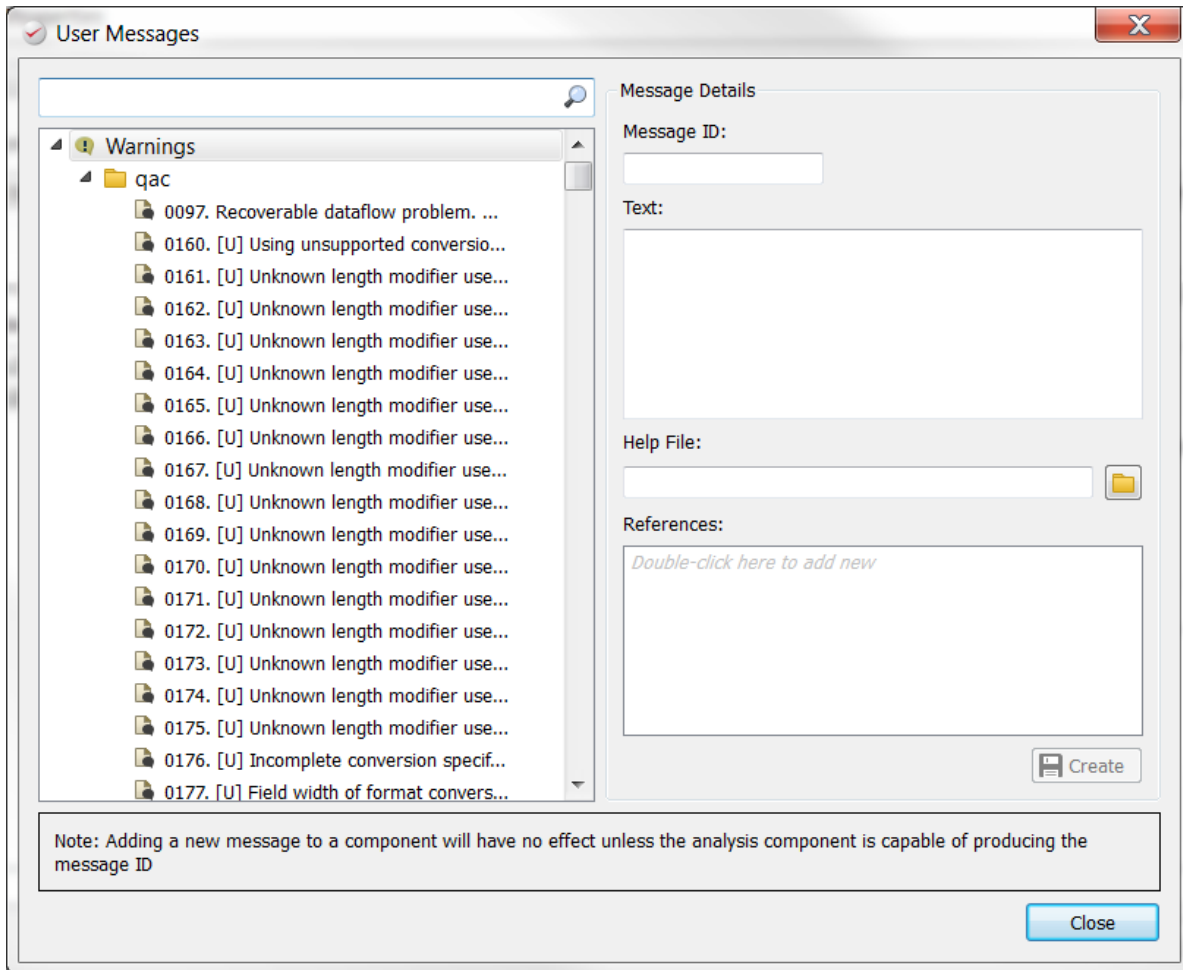 User Messages
Warnings
qac
0097. Recoverable dataflow problem. ...
0160. [U] Using unsupported conversio...
0161. [U] Unknown length modifier use...
0162. [U] Unknown length modifier use...
0163. [U] Unknown length modifier use...
0164. [U] Unknown length modifier use...
0165. [U] Unknown length modifier use...
0166. [U] Unknown length modifier use...
0167. [U] Unknown length modifier use...
0168. [U] Unknown length modifier use...
0169. [U] Unknown length modifier use...
0170. [U] Unknown length modifier use...
0171. [U] Unknown length modifier use...
0172. [U] Unknown length modifier use...
0173. [U] Unknown length modifier use...
0174. [U] Unknown length modifier use...
0175. [U] Unknown length modifier use...
0176. [U] Incomplete conversion specif...
0177. [U] Field width of format convers...
Message Details
Message ID:
Text:
Help File:
References:
Double-click here to add new
Create
Note: Adding a new message to a component will have no effect unless the analysis component is capable of producing the
message ID
Close